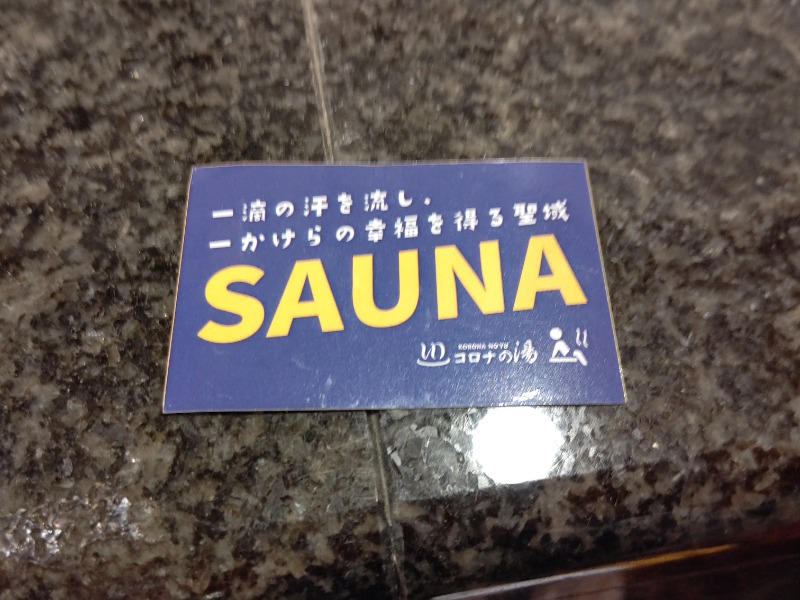 一滴の汗を流し、
一かけらの幸福を得る聖域
SAUNA
KORONA NO YU
コロナの湯